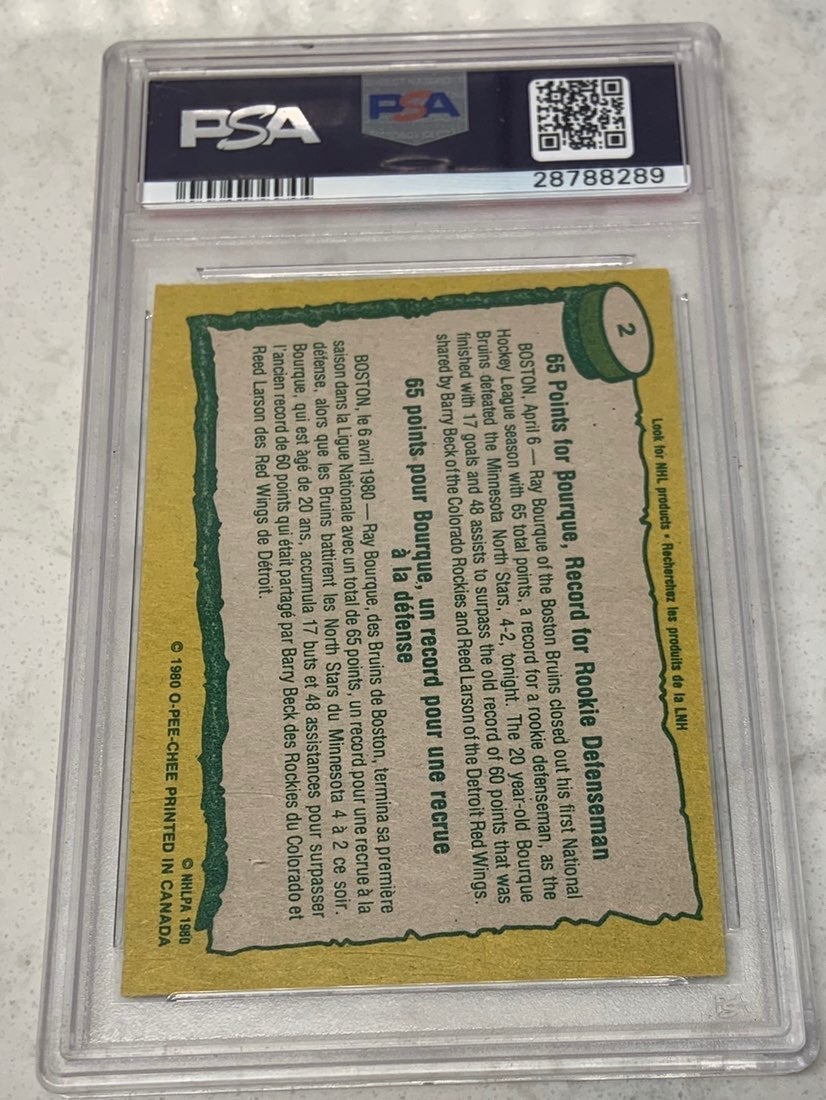 PSA
PSA
28788289
2
Look for NHL products • Recherchez les produits de la LNH
65 Points for Bourque, Record for Rookie Defenseman
BOSTON, April 6 — Ray Bourque of the Boston Bruins closed out his first National
Hockey League season with 65 total points, a record for a rookie defenseman, as the
Bruins defeated the Minnesota North Stars, 4-2, tonight. The 20 year-old Bourque
finished with 17 goals and 48 assists to surpass the old record of 60 points that was
shared by Barry Beck of the Colorado Rockies and Reed Larson of the Detroit Red Wings.
65 points pour Bourque, un record pour une recrue
à la défense
BOSTON, le 6 avril 1980 — Ray Bourque, des Bruins de Boston, termina sa première
saison dans la Ligue Nationale avec un total de 65 points, un record pour une recrue à la
défense, alors que les Bruins battirent les North Stars du Minnesota 4 à 2 ce soir.
Bourque, qui est âgé de 20 ans, accumula 17 buts et 48 assistances pour surpasser
l'ancien record de 60 points qui était partagé par Barry Beck des Rockies du Colorado et
Reed Larson des Red Wings de Détroit.
© NHLPA 1980
© 1980 O-PEE-CHEE PRINTED IN CANADA